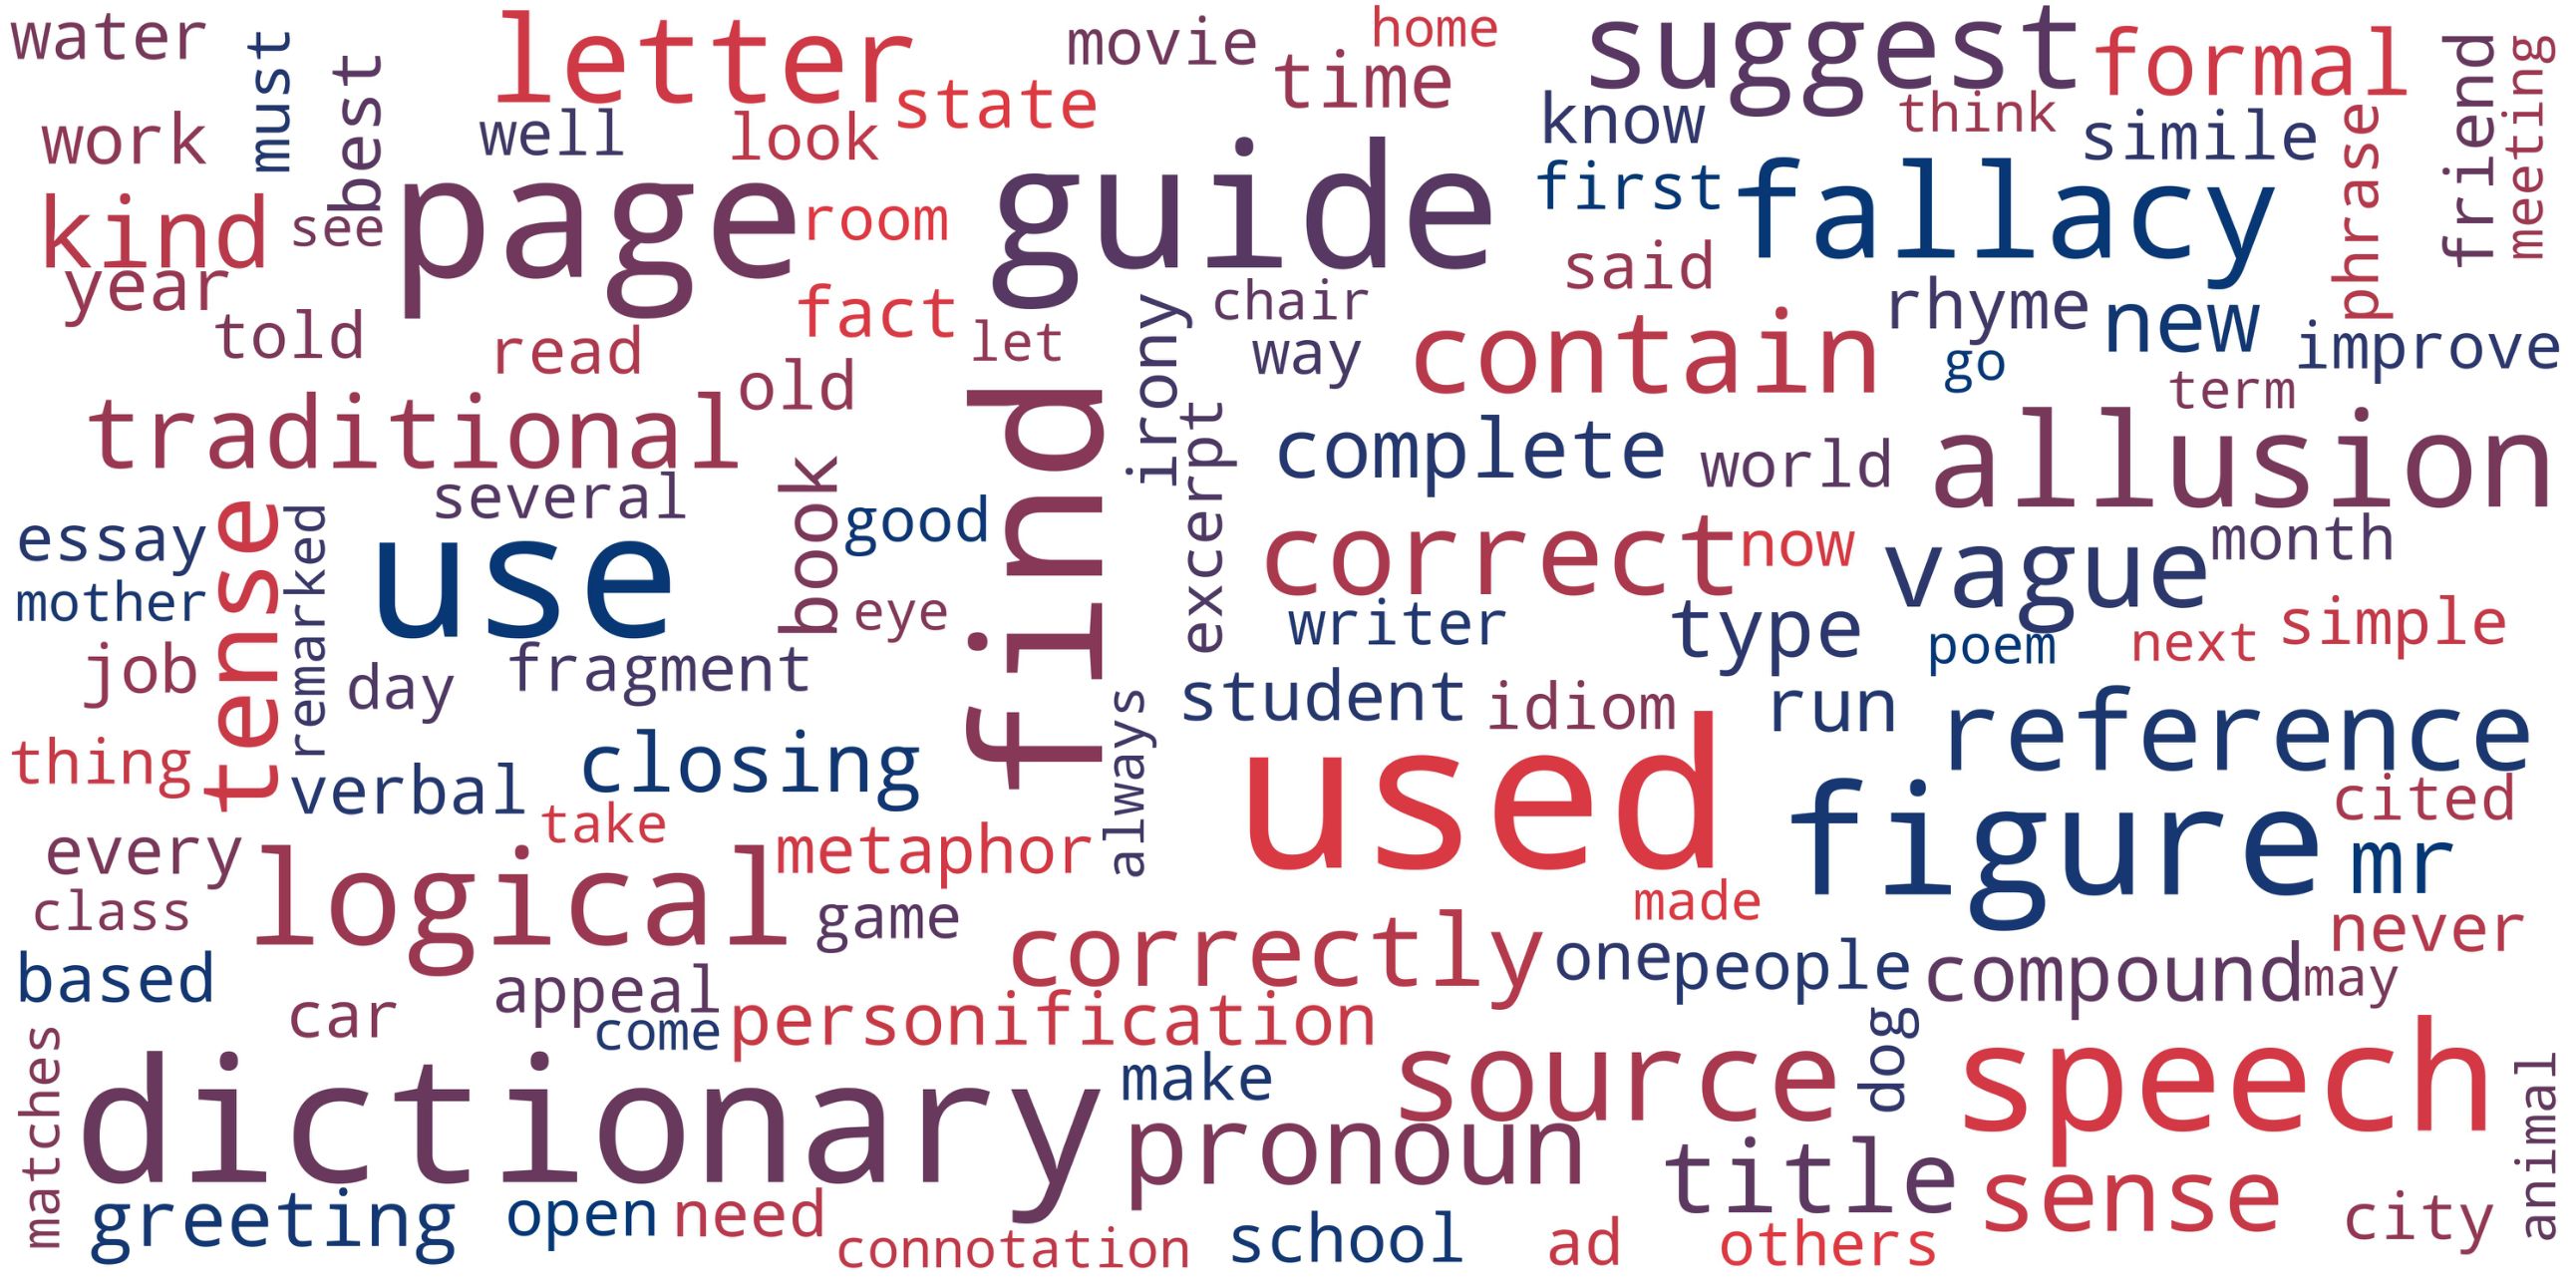 water
must
best
letter
movie
home
time
suggest
formal
friend
meeting
work
well
look
state
know
think
simile
phrase
kind
see
page
room
guide
first
fallacy
year
told
read
fact
let
irony
chair
way
said
rhyme
new
improve
contain
go
term
traditional
old
find
excerpt
complete
world
allusion
several
book
good
essay
tense
remarked
use
correct
now
vague
month
mother
eye
writer
type
poem
next
simple
job
day
fragment
always
student
idiom
run
reference
thing
verbal
closing
used
figure
cited
every
take
metaphor
mr
class
logical
game
made
never
based
car
appeal
correctly
one
people
compound
may
come
personification
matches
dictionary
make
source
dog
speech
animal
pronoun
title
sense
greeting
open
need
connotation
school
ad
others
city